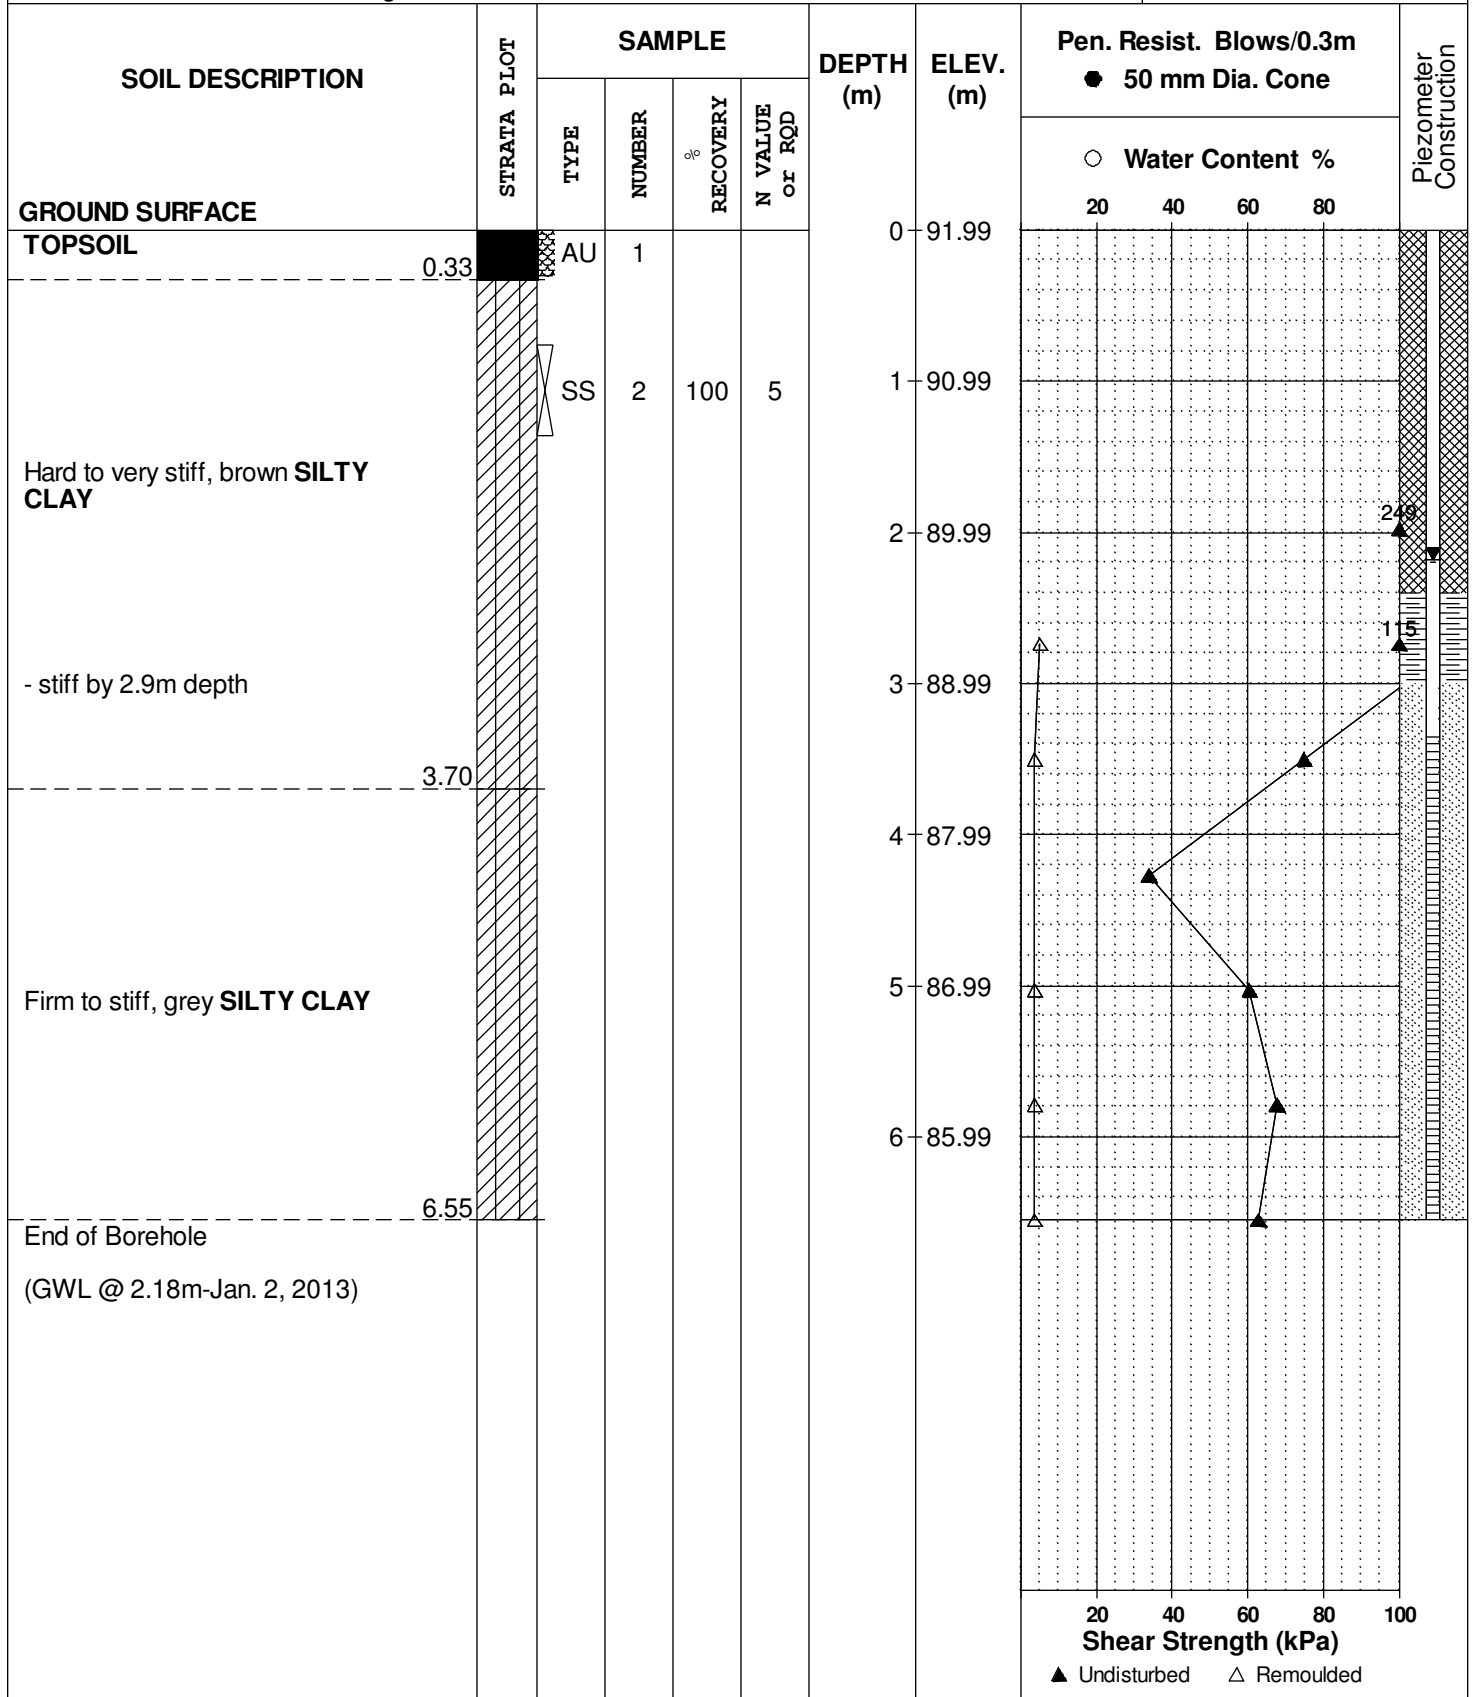 SOIL DESCRIPTION
GROUND SURFACE
STRATA PLOT
SAMPLE
TYPE
NUMBER
% RECOVERY
N VALUE or RQD
DEPTH (m)
ELEV. (m)
Pen. Resist. Blows/0.3m
● 50 mm Dia. Cone
○ Water Content %
20 40 60 80
Piezometer Construction
TOPSOIL
0.33
AU 1
0 91.99
SS 2 100 5
1 90.99
Hard to very stiff, brown SILTY
CLAY
249
2 89.99
115
- stiff by 2.9m depth
3 88.99
3.70
4 87.99
Firm to stiff, grey SILTY CLAY
5 86.99
6 85.99
6.55
End of Borehole
(GWL @ 2.18m-Jan. 2, 2013)
20 40 60 80 100
Shear Strength (kPa)
▲ Undisturbed △ Remoulded